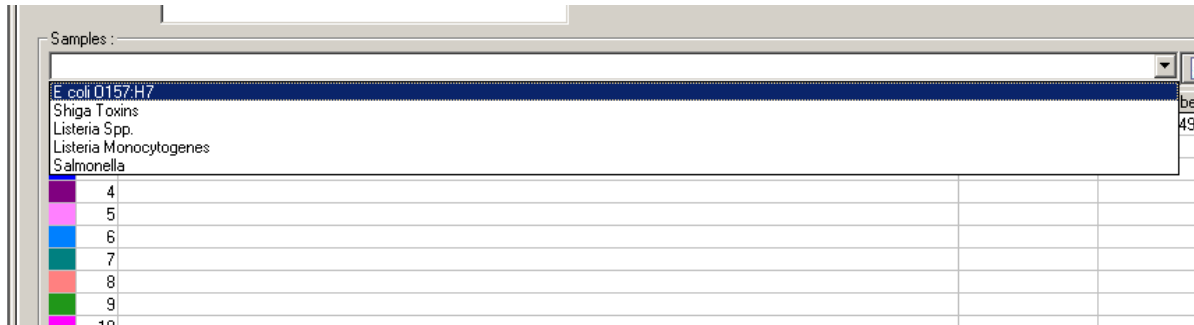 Samples :
E coli O157:H7
Shiga Toxins
Listeria Spp.
Listeria Monocytogenes
Salmonella
4
5
6
7
8
9